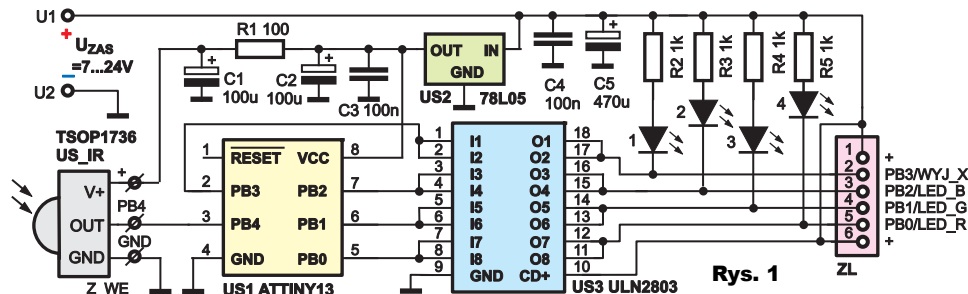 U1
+
UZAS
=7...24V
−
U2
R1 100
+
C1
100u
+
C2
100u
C3 100n
OUT IN
GND
US2 78L05
C4
100n
+
C5
470u
R2 1k
R3 1k
R4 1k
R5 1k
1
2
3
4
TSOP1736
US_IR
V+
OUT
GND
+
PB4
GND
Z_WE
1 RESET VCC 8
2 PB3 PB2 7
3 PB4 PB1 6
4 GND PB0 5
US1 ATTINY13
1 I1 O1 18
2 I2 O2 17
3 I3 O3 16
4 I4 O4 15
5 I5 O5 14
6 I6 O6 13
7 I7 O7 12
8 I8 O8 11
9 GND CD+ 10
US3 ULN2803
1 +
2 PB3/WYJ_X
3 PB2/LED_B
4 PB1/LED_G
5 PB0/LED_R
6 +
ZL
Rys. 1